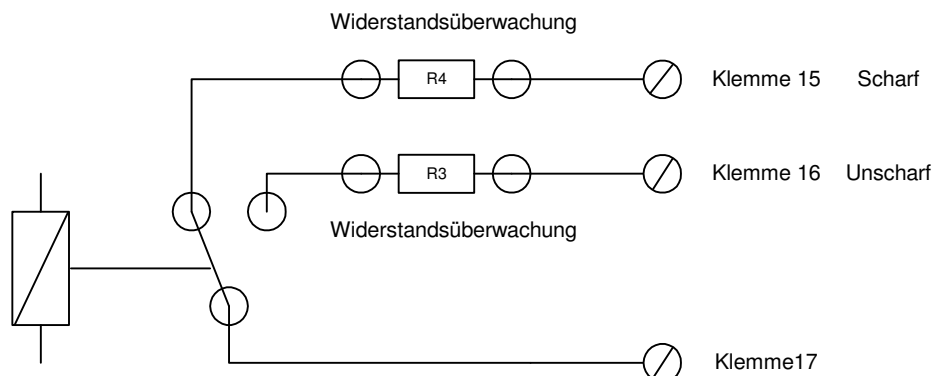 Widerstandsüberwachung
R4
Klemme 15 Scharf
R3
Klemme 16 Unscharf
Widerstandsüberwachung
Klemme17